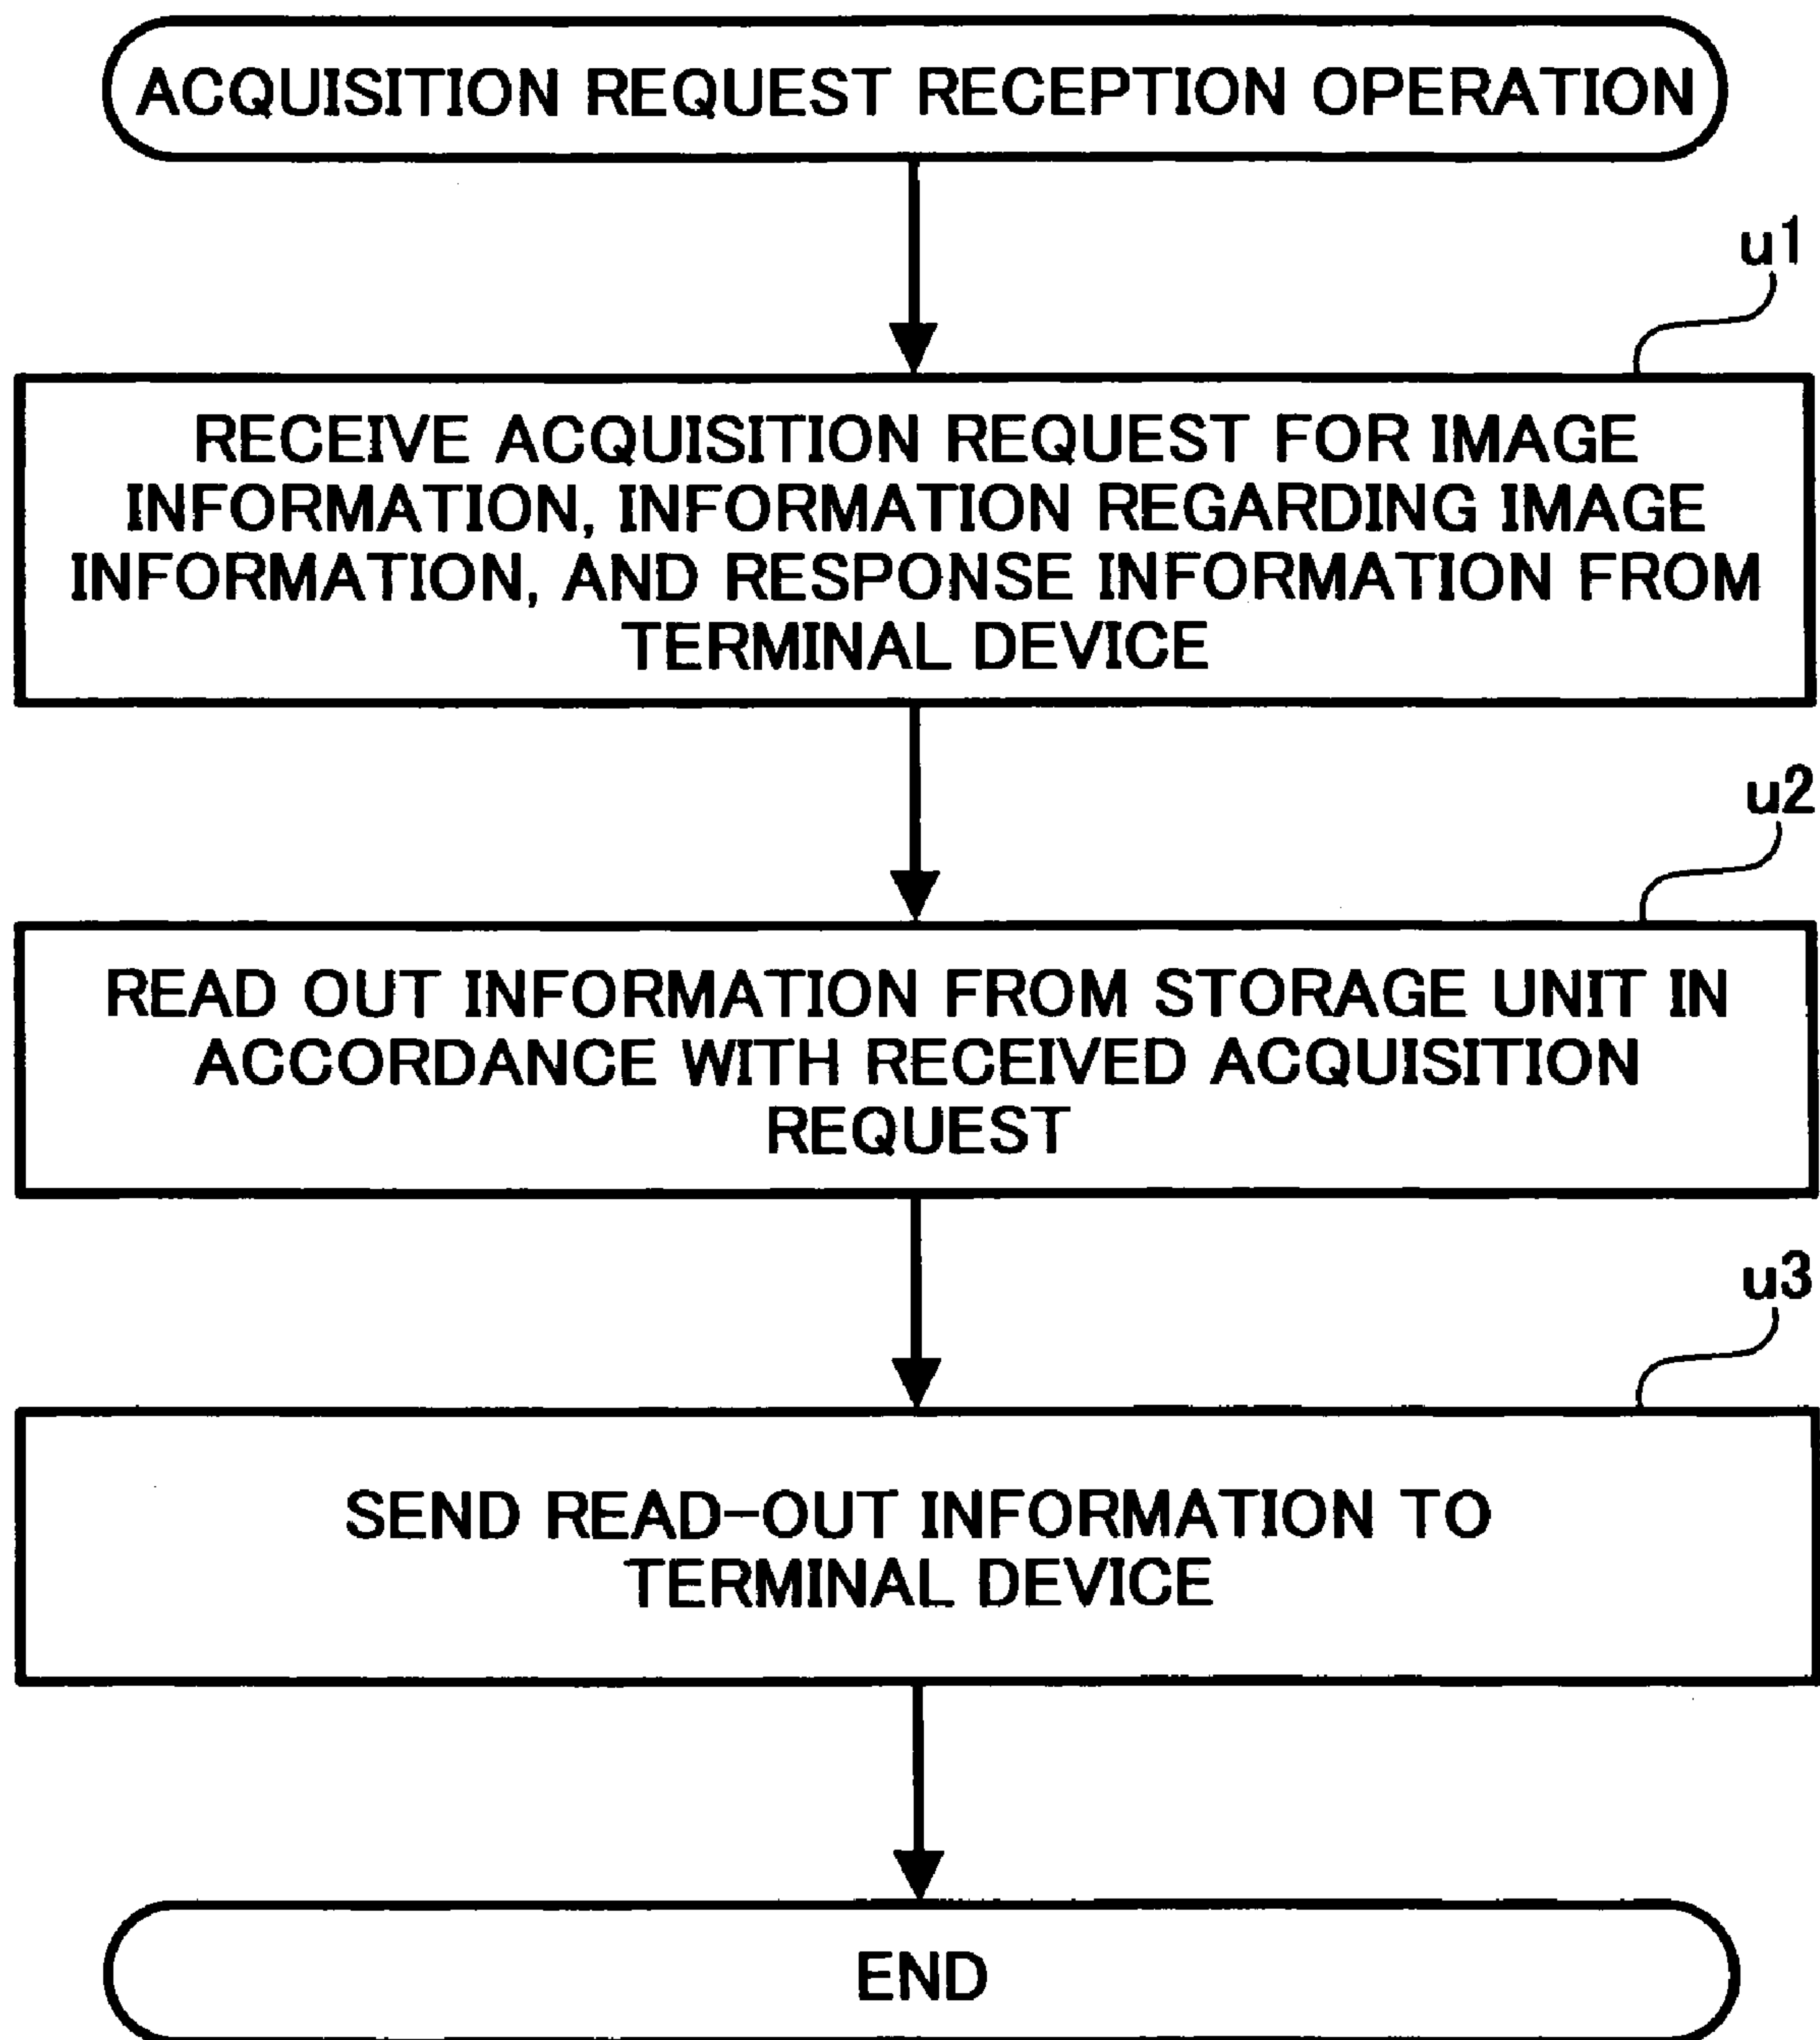 ACQUISITION REQUEST RECEPTION OPERATION
u1
RECEIVE ACQUISITION REQUEST FOR IMAGE
INFORMATION, INFORMATION REGARDING IMAGE
INFORMATION, AND RESPONSE INFORMATION FROM
TERMINAL DEVICE
u2
READ OUT INFORMATION FROM STORAGE UNIT IN
ACCORDANCE WITH RECEIVED ACQUISITION
REQUEST
u3
SEND READ-OUT INFORMATION TO
TERMINAL DEVICE
END